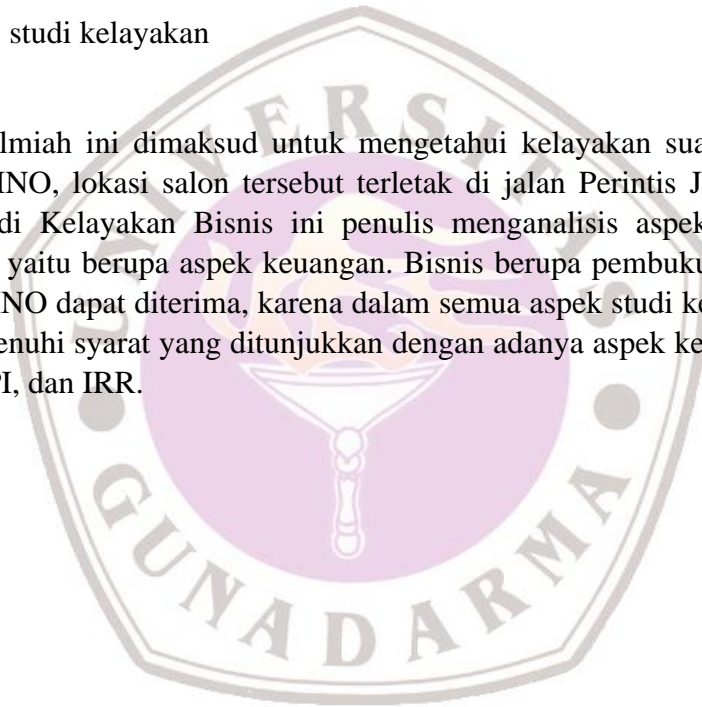 studi kelayakan
lmiah ini dimaksud untuk mengetahui kelayakan sua
INO, lokasi salon tersebut terletak di jalan Perintis J
di Kelayakan Bisnis ini penulis menganalisis aspek
yaitu berupa aspek keuangan. Bisnis berupa pembuku
NO dapat diterima, karena dalam semua aspek studi ke
enuhi syarat yang ditunjukkan dengan adanya aspek ke
PI, dan IRR.
UNIVERSITAS
GUNADARMA